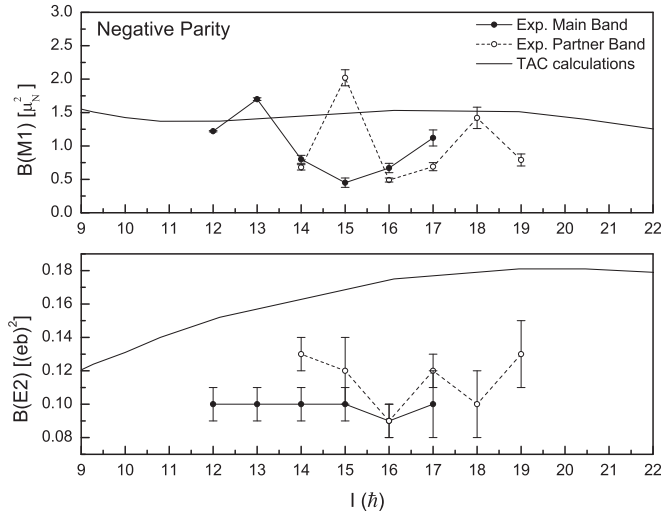 Negative Parity
Exp. Main Band
Exp. Partner Band
TAC calculations
B(M1) [μ²_N]
3.0
2.5
2.0
1.5
1.0
0.5
0.0
9 10 11 12 13 14 15 16 17 18 19 20 21 22
B(E2) [(eb)²]
0.18
0.16
0.14
0.12
0.10
0.08
9 10 11 12 13 14 15 16 17 18 19 20 21 22
I (ħ)